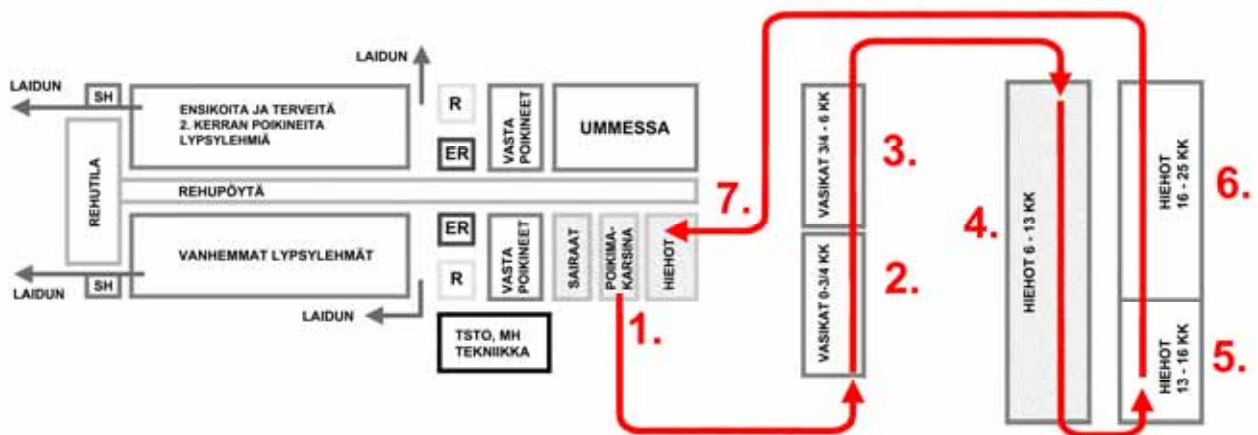 LAIDUN
SH
ENSIKOITA JA TERVEITÄ
2. KERRAN POIKINEITA
LYPSYLEHMIÄ
LAIDUN
R
ER
VASTA
POIKINEET
UMMESSA
REHUTILA
REHUPÖYTÄ
VANHEMMAT LYPSYLEHMÄT
SH
LAIDUN
LAIDUN
ER
R
VASTA
POIKINEET
SAIRAAT
POIKIMA-
KARSINA
HIEHOT
TSTO, MH
TEKNIIKKA
1.
VASIKAT 0-3/4 KK
2.
VASIKAT 3/4 - 6 KK
3.
HIEHOT 6 - 13 KK
4.
HIEHOT
13 - 16 KK
5.
HIEHOT
16 - 25 KK
6.
7.